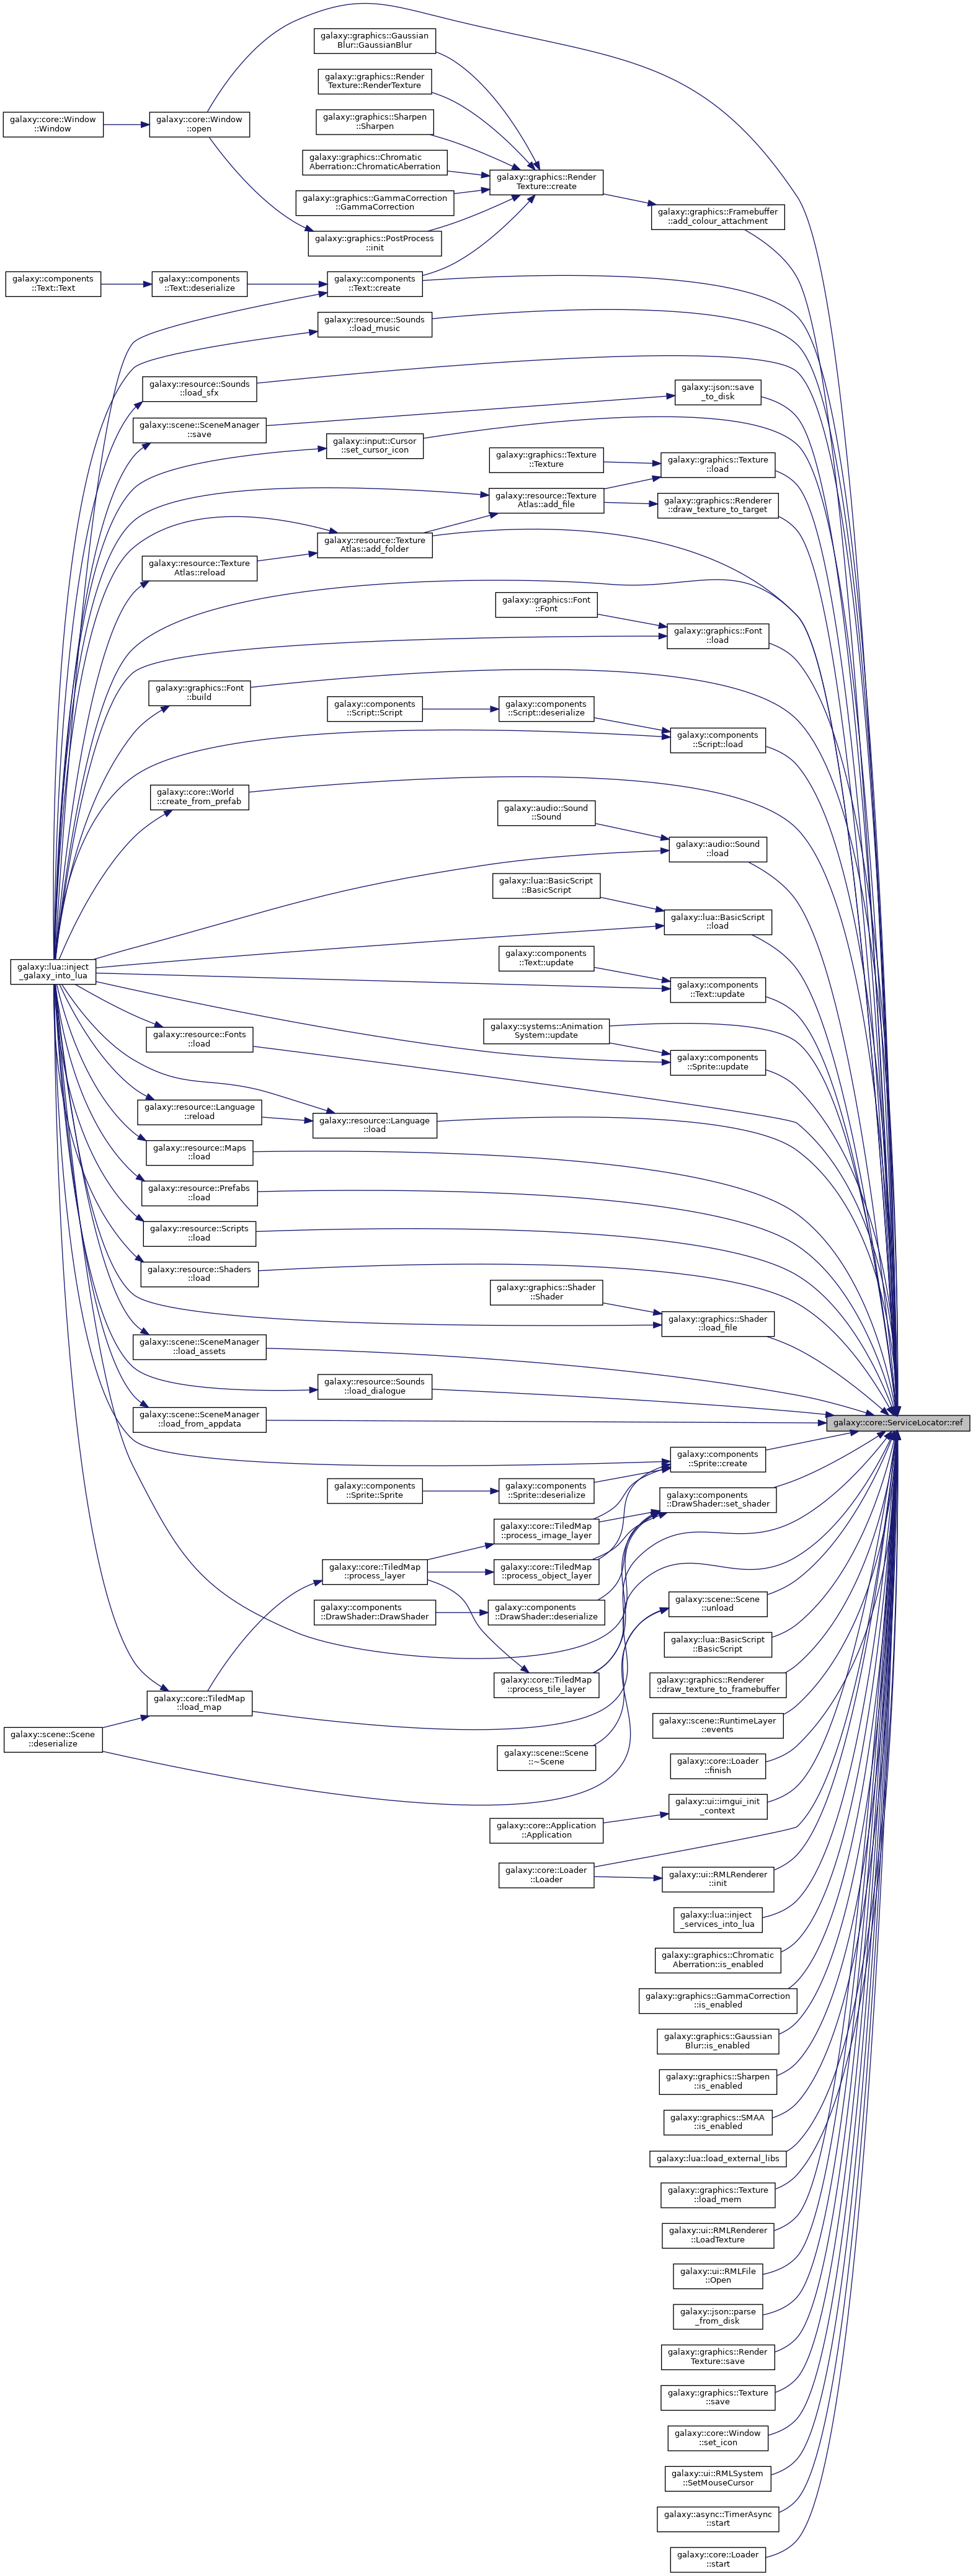 galaxy::graphics::Gaussian
Blur::GaussianBlur
galaxy::graphics::Render
Texture::RenderTexture
galaxy::core::Window
::Window
galaxy::core::Window
::open
galaxy::graphics::Sharpen
::Sharpen
galaxy::graphics::Chromatic
Aberration::ChromaticAberration
galaxy::graphics::Render
Texture::create
galaxy::graphics::GammaCorrection
::GammaCorrection
galaxy::graphics::Framebuffer
::add_colour_attachment
galaxy::graphics::PostProcess
::init
galaxy::components
::Text::Text
galaxy::components
::Text::deserialize
galaxy::components
::Text::create
galaxy::resource::Sounds
::load_music
galaxy::resource::Sounds
::load_sfx
galaxy::json::save
_to_disk
galaxy::scene::SceneManager
::save
galaxy::input::Cursor
::set_cursor_icon
galaxy::graphics::Texture
::Texture
galaxy::graphics::Texture
::load
galaxy::resource::Texture
Atlas::add_file
galaxy::graphics::Renderer
::draw_texture_to_target
galaxy::resource::Texture
Atlas::add_folder
galaxy::resource::Texture
Atlas::reload
galaxy::graphics::Font
::Font
galaxy::graphics::Font
::load
galaxy::graphics::Font
::build
galaxy::components
::Script::Script
galaxy::components
::Script::deserialize
galaxy::components
::Script::load
galaxy::core::World
::create_from_prefab
galaxy::audio::Sound
::Sound
galaxy::audio::Sound
::load
galaxy::lua::BasicScript
::BasicScript
galaxy::lua::BasicScript
::load
galaxy::components
::Text::update
galaxy::lua::inject
_galaxy_into_lua
galaxy::components
::Text::update
galaxy::resource::Fonts
::load
galaxy::systems::Animation
System::update
galaxy::components
::Sprite::update
galaxy::resource::Language
::reload
galaxy::resource::Language
::load
galaxy::resource::Maps
::load
galaxy::resource::Prefabs
::load
galaxy::resource::Scripts
::load
galaxy::resource::Shaders
::load
galaxy::graphics::Shader
::Shader
galaxy::graphics::Shader
::load_file
galaxy::scene::SceneManager
::load_assets
galaxy::resource::Sounds
::load_dialogue
galaxy::scene::SceneManager
::load_from_appdata
galaxy::core::ServiceLocator::ref
galaxy::components
::Sprite::create
galaxy::components
::Sprite::Sprite
galaxy::components
::Sprite::deserialize
galaxy::components
::DrawShader::set_shader
galaxy::core::TiledMap
::process_image_layer
galaxy::core::TiledMap
::process_layer
galaxy::core::TiledMap
::process_object_layer
galaxy::components
::DrawShader::DrawShader
galaxy::components
::DrawShader::deserialize
galaxy::scene::Scene
::unload
galaxy::lua::BasicScript
::BasicScript
galaxy::core::TiledMap
::process_tile_layer
galaxy::graphics::Renderer
::draw_texture_to_framebuffer
galaxy::core::TiledMap
::load_map
galaxy::scene::RuntimeLayer
::events
galaxy::scene::Scene
::deserialize
galaxy::scene::Scene
::~Scene
galaxy::core::Loader
::finish
galaxy::ui::imgui_init
_context
galaxy::core::Application
::Application
galaxy::core::Loader
::Loader
galaxy::ui::RMLRenderer
::init
galaxy::lua::inject
_services_into_lua
galaxy::graphics::Chromatic
Aberration::is_enabled
galaxy::graphics::GammaCorrection
::is_enabled
galaxy::graphics::Gaussian
Blur::is_enabled
galaxy::graphics::Sharpen
::is_enabled
galaxy::graphics::SMAA
::is_enabled
galaxy::lua::load_external_libs
galaxy::graphics::Texture
::load_mem
galaxy::ui::RMLRenderer
::LoadTexture
galaxy::ui::RMLFile
::Open
galaxy::json::parse
_from_disk
galaxy::graphics::Render
Texture::save
galaxy::graphics::Texture
::save
galaxy::core::Window
::set_icon
galaxy::ui::RMLSystem
::SetMouseCursor
galaxy::async::TimerAsync
::start
galaxy::core::Loader
::start